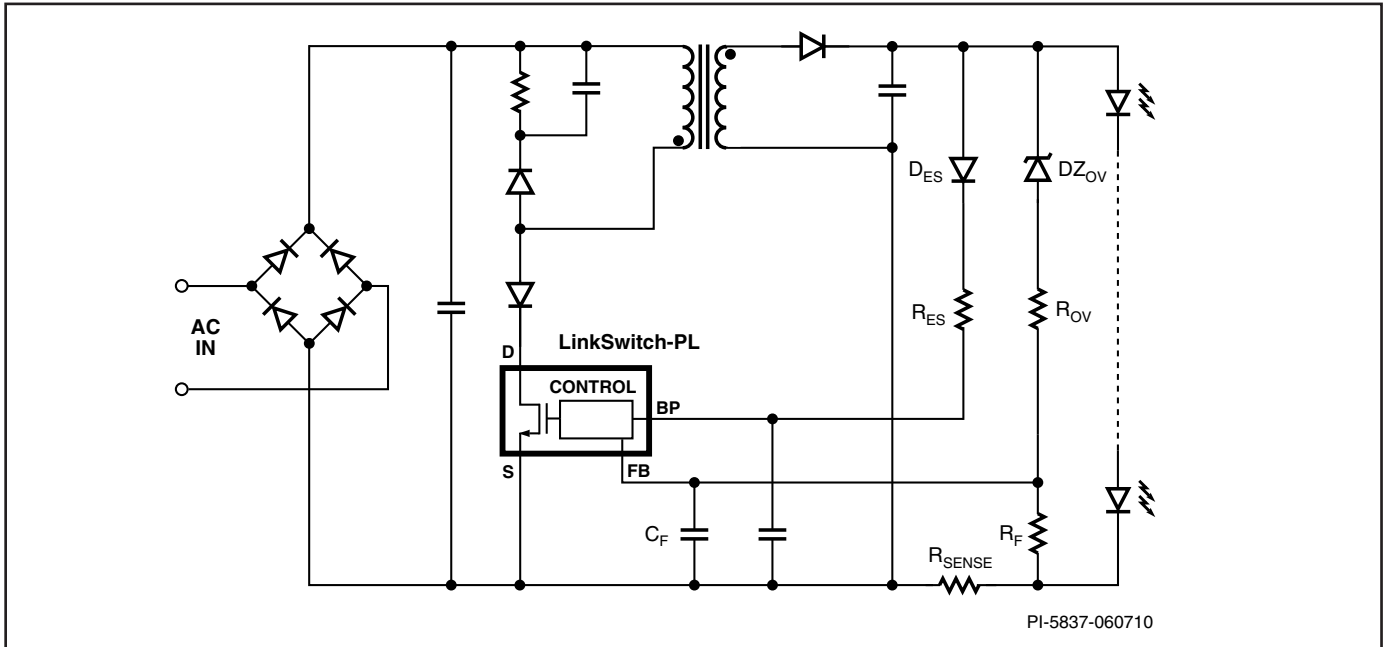 D_ES
DZ_OV
R_ES
R_OV
AC
IN
LinkSwitch-PL
D
CONTROL
BP
S
FB
C_F
R_F
R_SENSE
PI-5837-060710